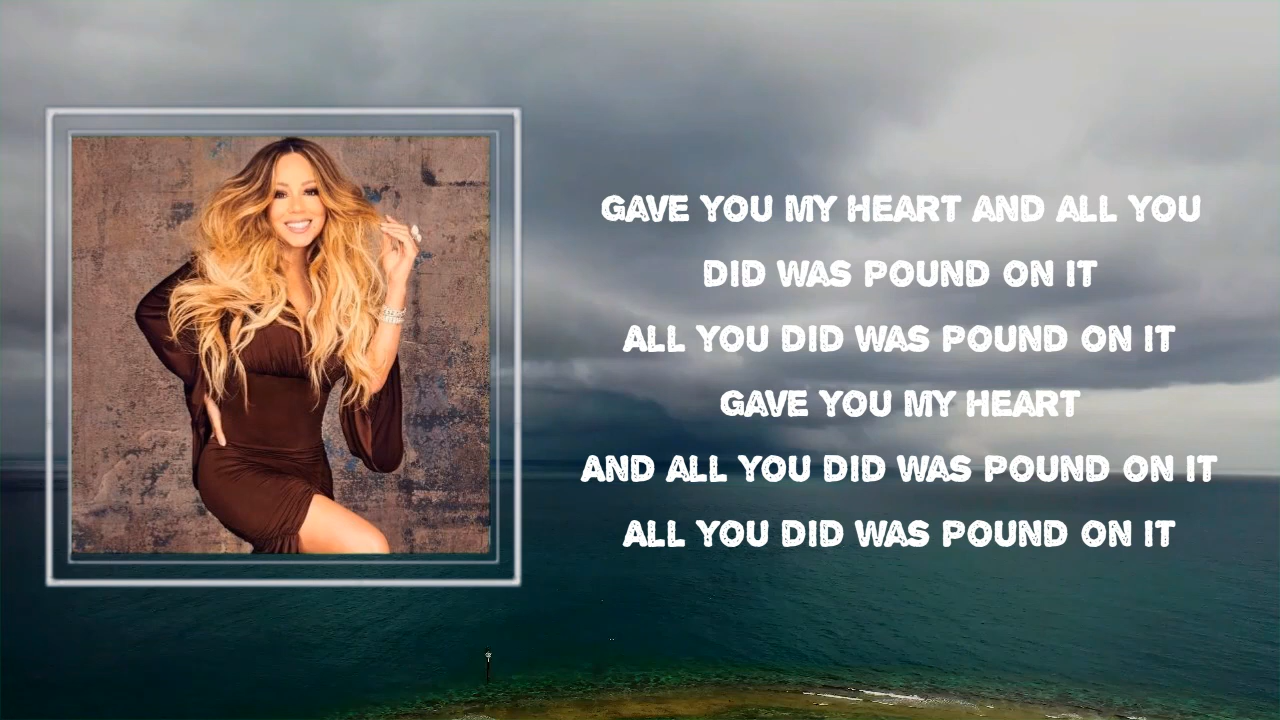 GAVE YOU MY HEART AND ALL YOU
DID WAS POUND ON IT
ALL YOU DID WAS POUND ON IT
GAVE YOU MY HEART
AND ALL YOU DID WAS POUND ON IT
ALL YOU DID WAS POUND ON IT